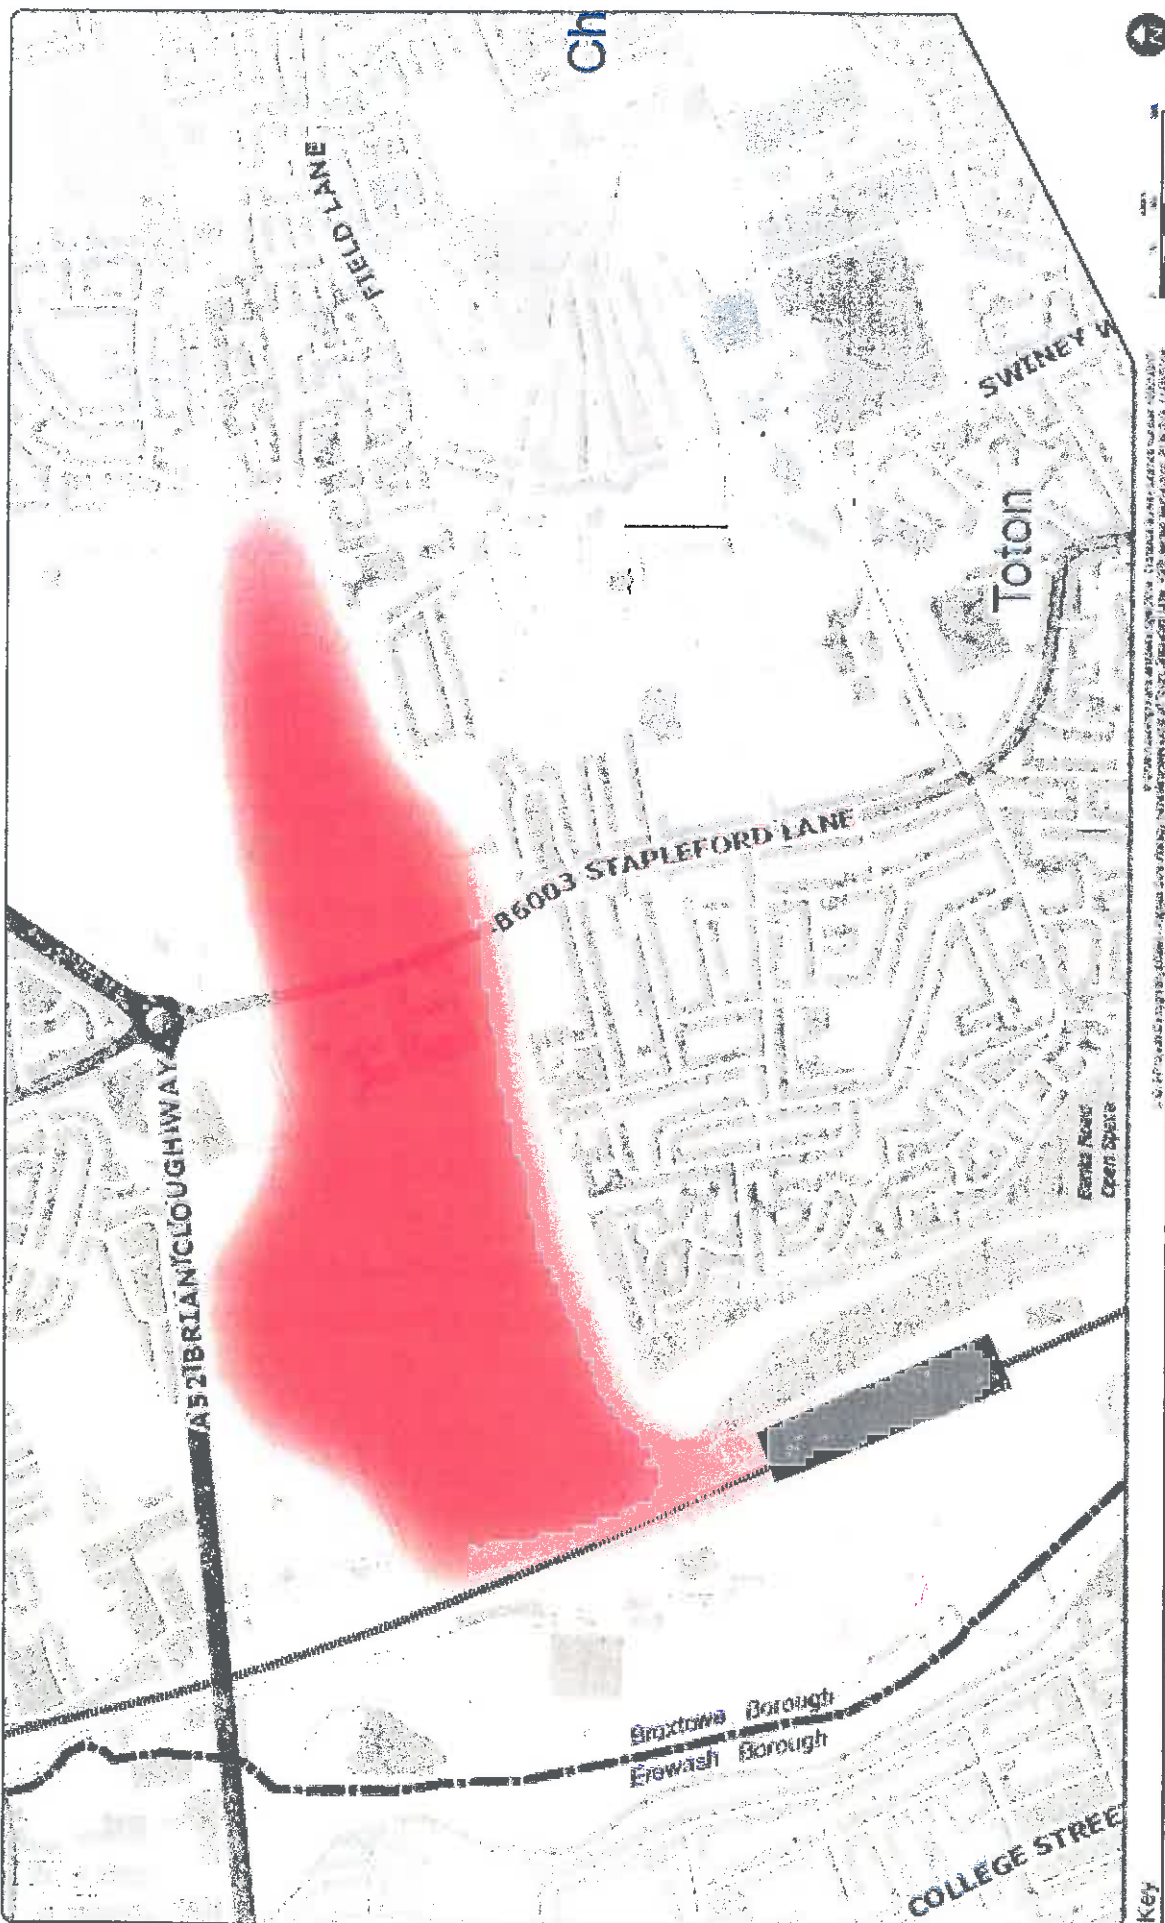 Ch
FIELD LANE
SWINEY W
Toton
B6003 STAPLEFORD LANE
A52 BRIAN CLOUGH WAY
Banks Road
Open Space
Broxtowe Borough
Erewash Borough
COLLEGE STREE
Key
N